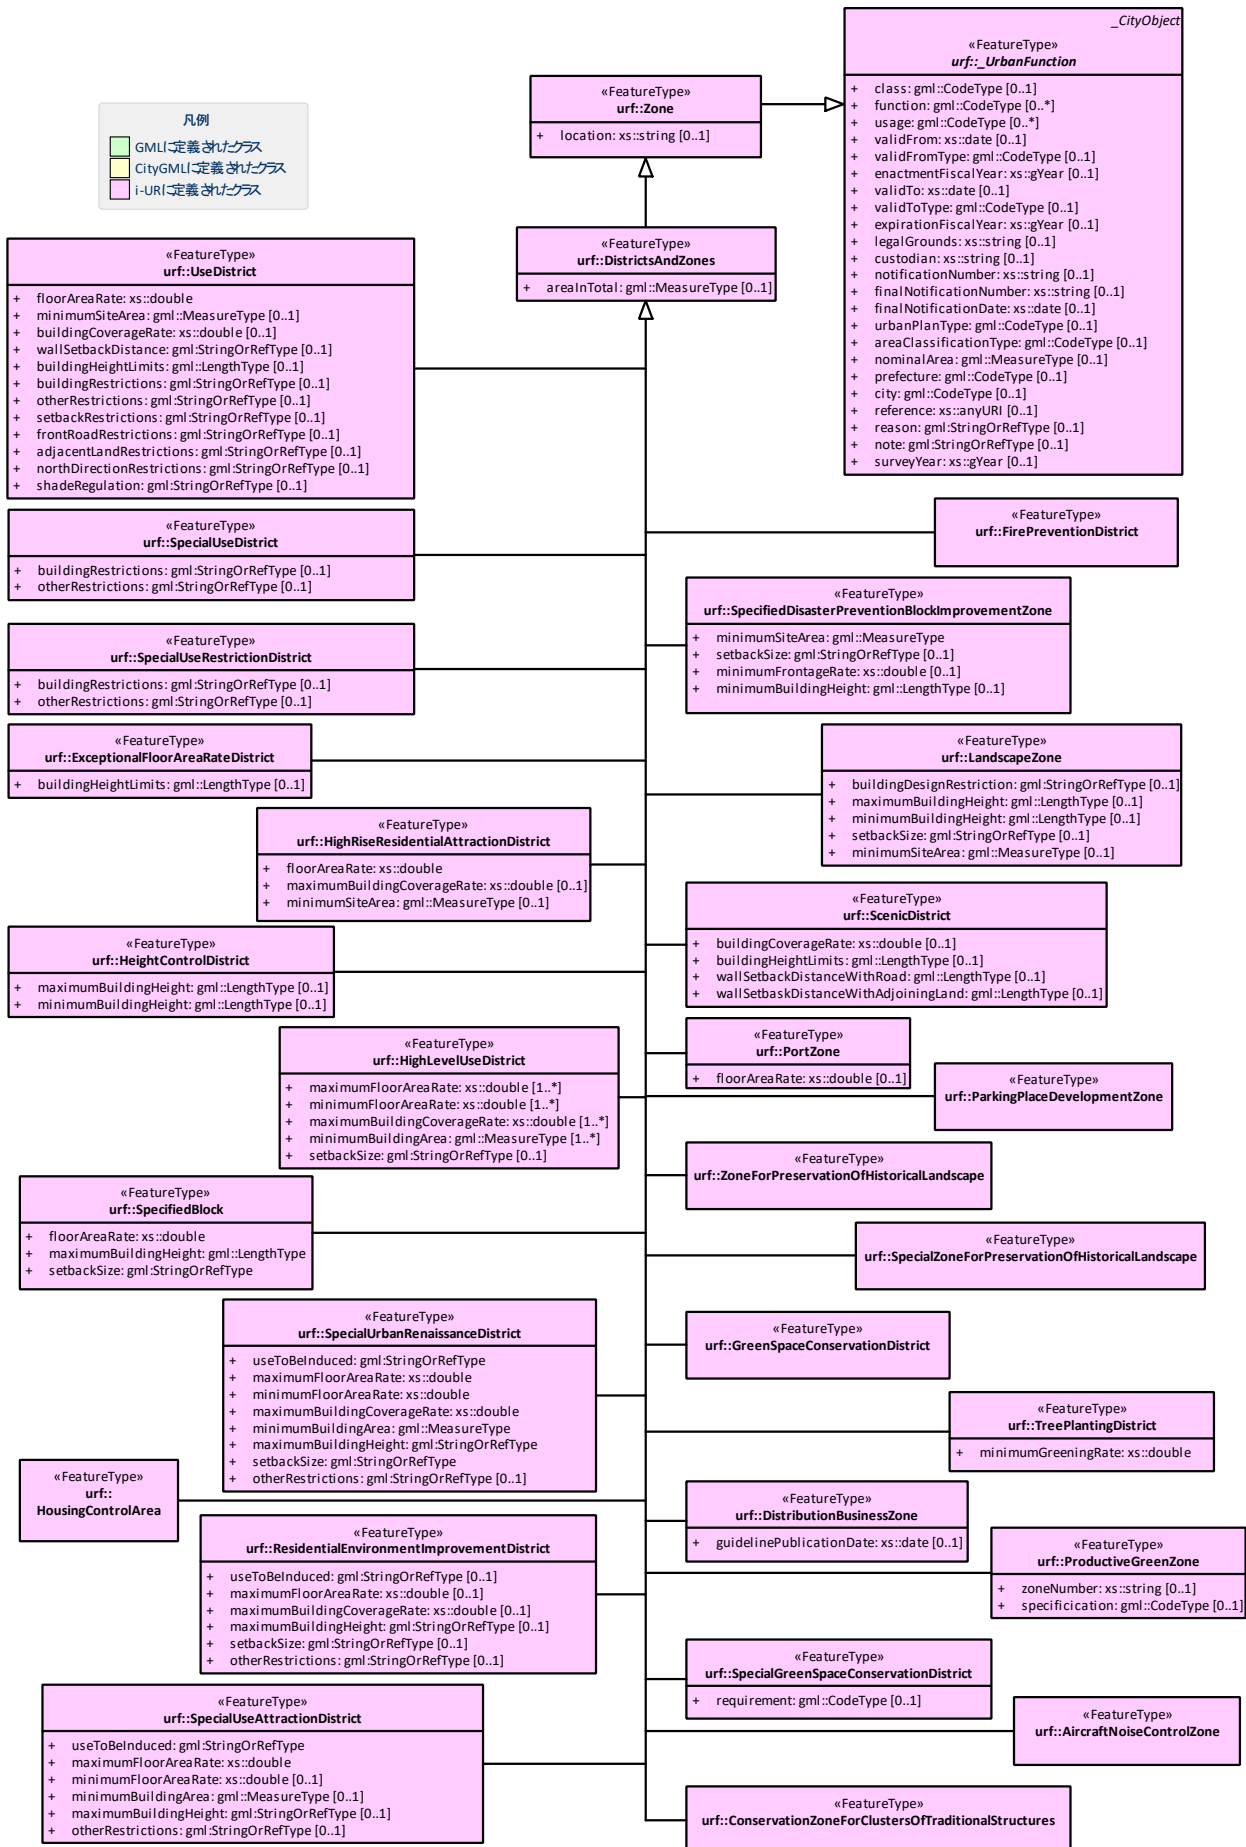 _CityObject
«FeatureType»
urf::_UrbanFunction
+ class: gml::CodeType [0..1]
+ function: gml::CodeType [0..*]
+ usage: gml::CodeType [0..*]
+ validFrom: xs::date [0..1]
+ validFromType: gml::CodeType [0..1]
+ enactmentFiscalYear: xs::gYear [0..1]
+ validTo: xs::date [0..1]
+ validToType: gml::CodeType [0..1]
+ expirationFiscalYear: xs::gYear [0..1]
+ legalGrounds: xs::string [0..1]
+ custodian: xs::string [0..1]
+ notificationNumber: xs::string [0..1]
+ finalNotificationNumber: xs::string [0..1]
+ finalNotificationDate: xs::date [0..1]
+ urbanPlanType: gml::CodeType [0..1]
+ areaClassificationType: gml::CodeType [0..1]
+ nominalArea: gml::MeasureType [0..1]
+ prefecture: gml::CodeType [0..1]
+ city: gml::CodeType [0..1]
+ reference: xs::anyURI [0..1]
+ reason: gml:StringOrRefType [0..1]
+ note: gml:StringOrRefType [0..1]
+ surveyYear: xs::gYear [0..1]
«FeatureType»
urf::Zone
+ location: xs::string [0..1]
凡例
GMLに定義されたクラス
CityGMLに定義されたクラス
i-URに定義されたクラス
«FeatureType»
urf::DistrictsAndZones
+ areaInTotal: gml::MeasureType [0..1]
«FeatureType»
urf::UseDistrict
+ floorAreaRate: xs::double
+ minimumSiteArea: gml::MeasureType [0..1]
+ buildingCoverageRate: xs::double [0..1]
+ wallSetbackDistance: gml:StringOrRefType [0..1]
+ buildingHeightLimits: gml::LengthType [0..1]
+ buildingRestrictions: gml:StringOrRefType [0..1]
+ otherRestrictions: gml:StringOrRefType [0..1]
+ setbackRestrictions: gml:StringOrRefType [0..1]
+ frontRoadRestrictions: gml:StringOrRefType [0..1]
+ adjacentLandRestrictions: gml:StringOrRefType [0..1]
+ northDirectionRestrictions: gml:StringOrRefType [0..1]
+ shadeRegulation: gml:StringOrRefType [0..1]
«FeatureType»
urf::FirePreventionDistrict
«FeatureType»
urf::SpecialUseDistrict
+ buildingRestrictions: gml:StringOrRefType [0..1]
+ otherRestrictions: gml:StringOrRefType [0..1]
«FeatureType»
urf::SpecifiedDisasterPreventionBlockImprovementZone
+ minimumSiteArea: gml::MeasureType
+ setbackSize: gml:StringOrRefType [0..1]
+ minimumFrontageRate: xs::double [0..1]
+ minimumBuildingHeight: gml::LengthType [0..1]
«FeatureType»
urf::SpecialUseRestrictionDistrict
+ buildingRestrictions: gml:StringOrRefType [0..1]
+ otherRestrictions: gml:StringOrRefType [0..1]
«FeatureType»
urf::ExceptionalFloorAreaRateDistrict
+ buildingHeightLimits: gml::LengthType [0..1]
«FeatureType»
urf::LandscapeZone
+ buildingDesignRestriction: gml:StringOrRefType [0..1]
+ maximumBuildingHeight: gml::LengthType [0..1]
+ minimumBuildingHeight: gml::LengthType [0..1]
+ setbackSize: gml:StringOrRefType [0..1]
+ minimumSiteArea: gml::MeasureType [0..1]
«FeatureType»
urf::HighRiseResidentialAttractionDistrict
+ floorAreaRate: xs::double
+ maximumBuildingCoverageRate: xs::double [0..1]
+ minimumSiteArea: gml::MeasureType [0..1]
«FeatureType»
urf::ScenicDistrict
+ buildingCoverageRate: xs::double [0..1]
+ buildingHeightLimits: gml::LengthType [0..1]
+ wallSetbackDistanceWithRoad: gml::LengthType [0..1]
+ wallSetbaskDistanceWithAdjoiningLand: gml::LengthType [0..1]
«FeatureType»
urf::HeightControlDistrict
+ maximumBuildingHeight: gml::LengthType [0..1]
+ minimumBuildingHeight: gml::LengthType [0..1]
«FeatureType»
urf::PortZone
+ floorAreaRate: xs::double [0..1]
«FeatureType»
urf::HighLevelUseDistrict
+ maximumFloorAreaRate: xs::double [1..*]
+ minimumFloorAreaRate: xs::double [1..*]
+ maximumBuildingCoverageRate: xs::double [1..*]
+ minimumBuildingArea: gml::MeasureType [1..*]
+ setbackSize: gml:StringOrRefType [0..1]
«FeatureType»
urf::ParkingPlaceDevelopmentZone
«FeatureType»
urf::ZoneForPreservationOfHistoricalLandscape
«FeatureType»
urf::SpecifiedBlock
+ floorAreaRate: xs::double
+ maximumBuildingHeight: gml::LengthType
+ setbackSize: gml:StringOrRefType
«FeatureType»
urf::SpecialZoneForPreservationOfHistoricalLandscape
«FeatureType»
urf::SpecialUrbanRenaissanceDistrict
+ useToBeInduced: gml:StringOrRefType
+ maximumFloorAreaRate: xs::double
+ minimumFloorAreaRate: xs::double
+ maximumBuildingCoverageRate: xs::double
+ minimumBuildingArea: gml::MeasureType
+ maximumBuildingHeight: gml:StringOrRefType
+ setbackSize: gml:StringOrRefType
+ otherRestrictions: gml:StringOrRefType [0..1]
«FeatureType»
urf::GreenSpaceConservationDistrict
«FeatureType»
urf::TreePlantingDistrict
+ minimumGreeningRate: xs::double
«FeatureType»
urf::
HousingControlArea
«FeatureType»
urf::DistributionBusinessZone
+ guidelinePublicationDate: xs::date [0..1]
«FeatureType»
urf::ResidentialEnvironmentImprovementDistrict
+ useToBeInduced: gml:StringOrRefType [0..1]
+ maximumFloorAreaRate: xs::double [0..1]
+ maximumBuildingCoverageRate: xs::double [0..1]
+ maximumBuildingHeight: gml:StringOrRefType [0..1]
+ setbackSize: gml:StringOrRefType [0..1]
+ otherRestrictions: gml:StringOrRefType [0..1]
«FeatureType»
urf::ProductiveGreenZone
+ zoneNumber: xs::string [0..1]
+ specificication: gml::CodeType [0..1]
«FeatureType»
urf::SpecialGreenSpaceConservationDistrict
+ requirement: gml::CodeType [0..1]
«FeatureType»
urf::SpecialUseAttractionDistrict
+ useToBeInduced: gml:StringOrRefType
+ maximumFloorAreaRate: xs::double
+ minimumFloorAreaRate: xs::double [0..1]
+ minimumBuildingArea: gml::MeasureType [0..1]
+ maximumBuildingHeight: gml:StringOrRefType [0..1]
+ otherRestrictions: gml:StringOrRefType [0..1]
«FeatureType»
urf::AircraftNoiseControlZone
«FeatureType»
urf::ConservationZoneForClustersOfTraditionalStructures